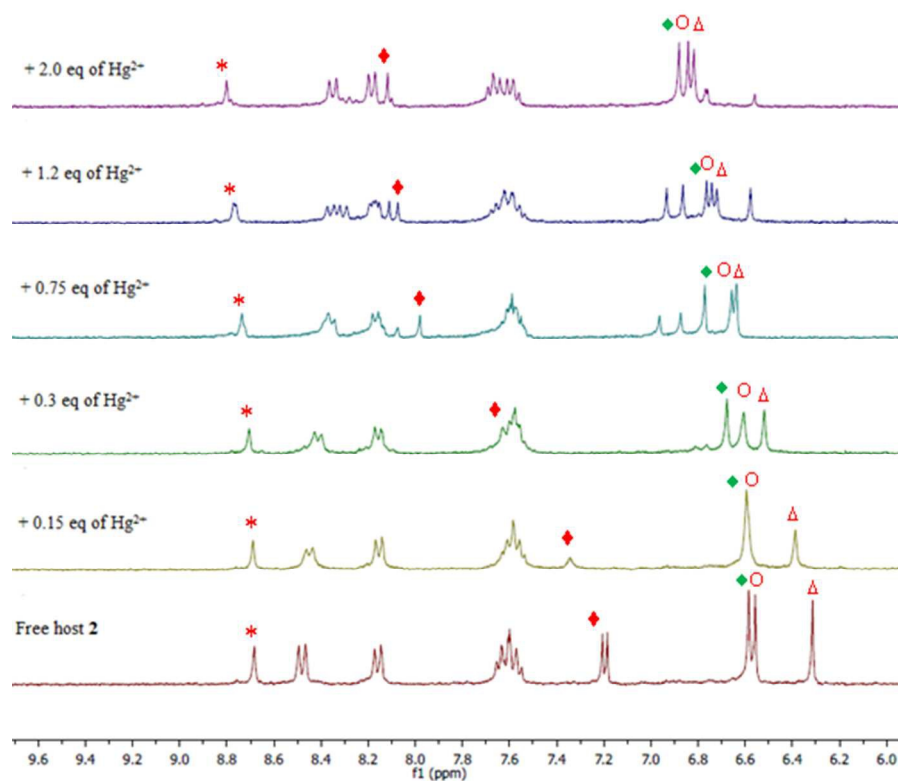 + 2.0 eq of Hg²⁺
+ 1.2 eq of Hg²⁺
+ 0.75 eq of Hg²⁺
+ 0.3 eq of Hg²⁺
+ 0.15 eq of Hg²⁺
Free host 2
9.6 9.4 9.2 9.0 8.8 8.6 8.4 8.2 8.0 7.8 7.6 7.4 7.2 7.0 6.8 6.6 6.4 6.2 6.0
f1 (ppm)